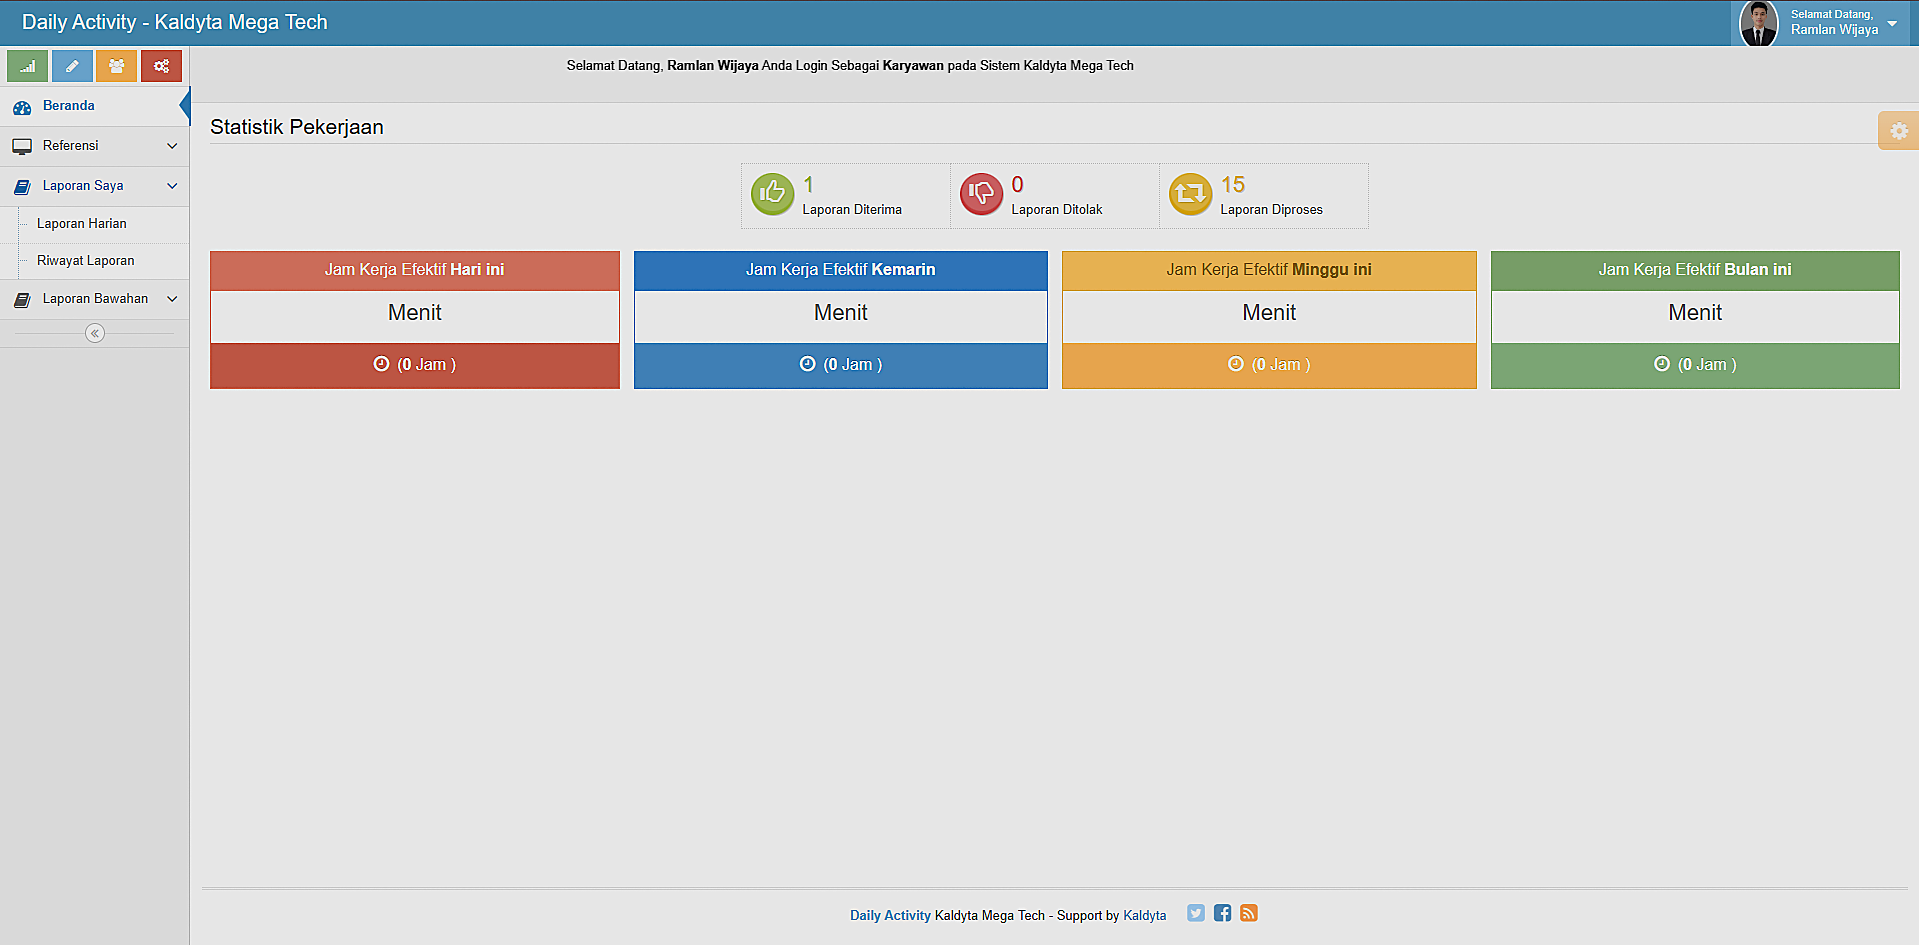 Daily Activity - Kaldyta Mega Tech
Selamat Datang,
Ramlan Wijaya
Selamat Datang, Ramlan Wijaya Anda Login Sebagai Karyawan pada Sistem Kaldyta Mega Tech
Beranda
Referensi
Laporan Saya
Laporan Harian
Riwayat Laporan
Laporan Bawahan
Statistik Pekerjaan
1
Laporan Diterima
0
Laporan Ditolak
15
Laporan Diproses
Jam Kerja Efektif Hari ini
Menit
(0 Jam )
Jam Kerja Efektif Kemarin
Menit
(0 Jam )
Jam Kerja Efektif Minggu ini
Menit
(0 Jam )
Jam Kerja Efektif Bulan ini
Menit
(0 Jam )
Daily Activity Kaldyta Mega Tech - Support by Kaldyta